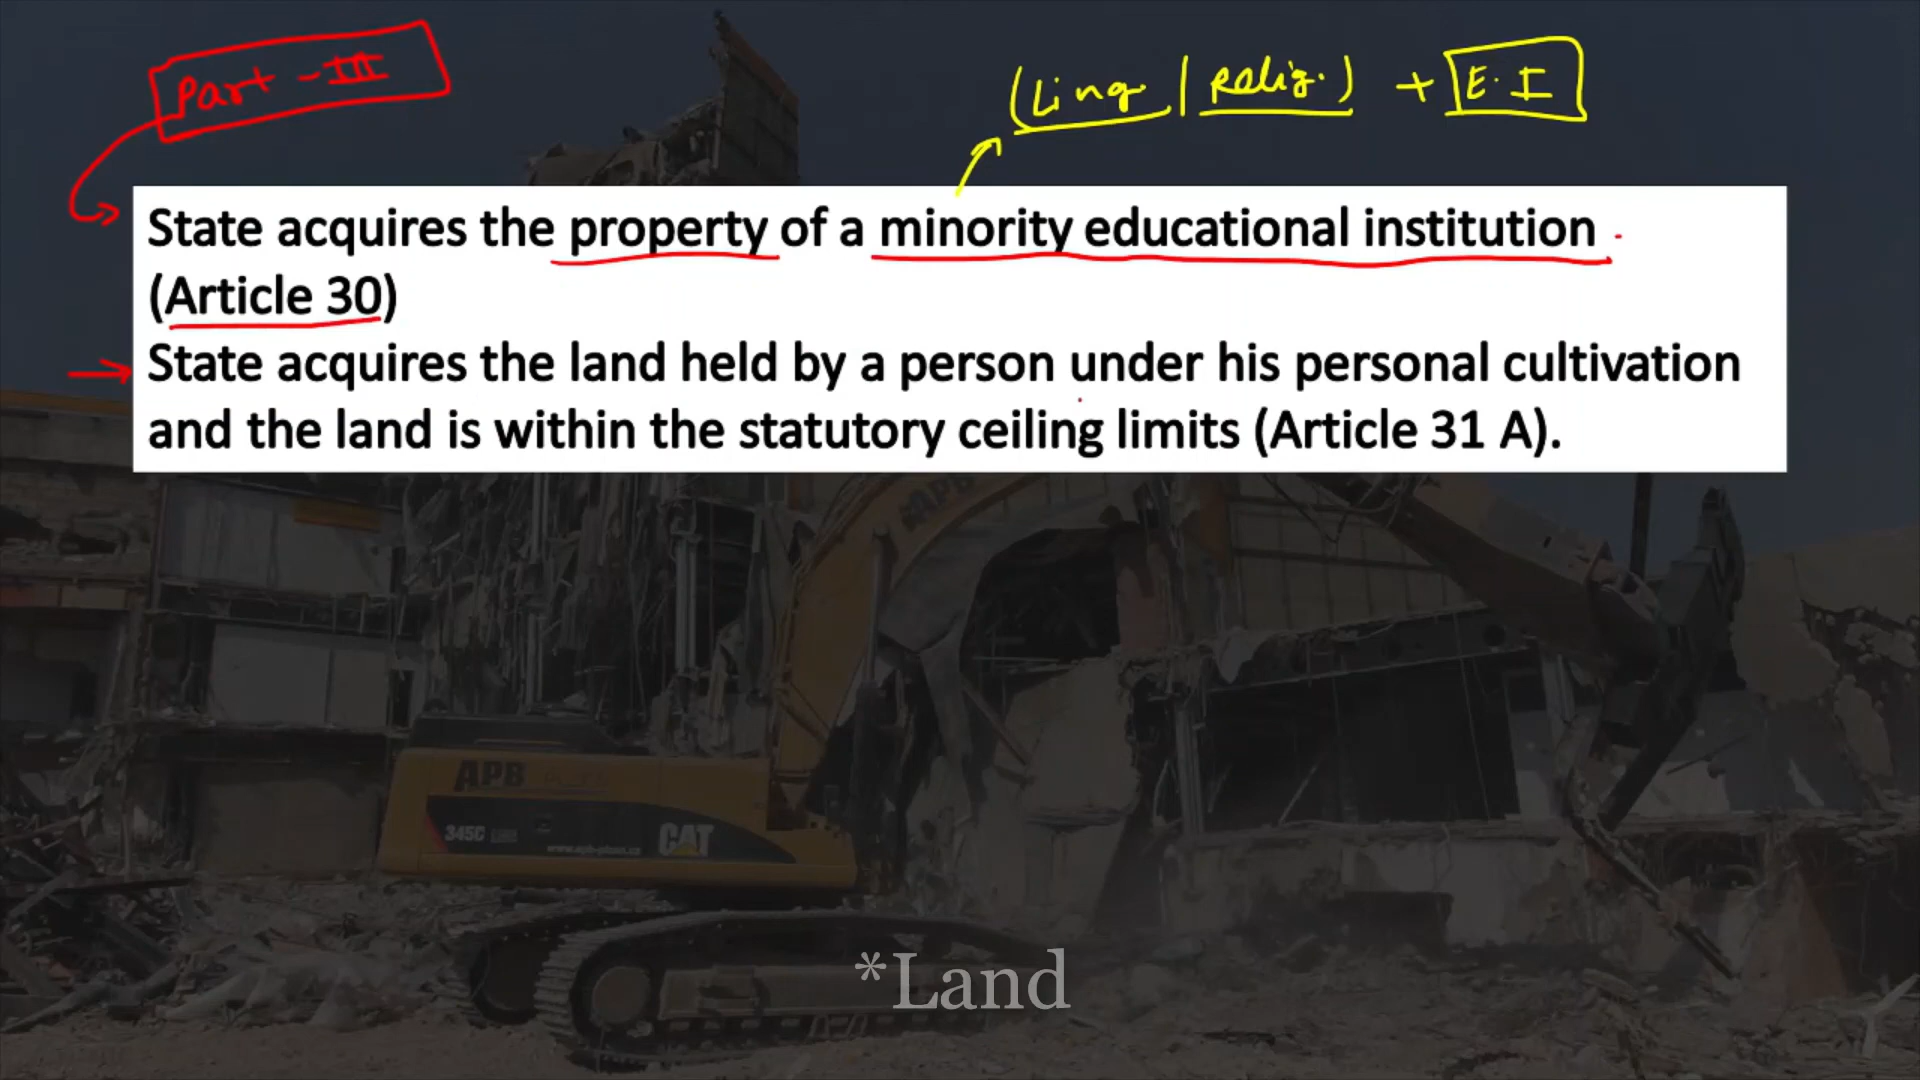 Part - III
(Ling. | Relig.) + E. I
State acquires the property of a minority educational institution
(Article 30)
State acquires the land held by a person under his personal cultivation
and the land is within the statutory ceiling limits (Article 31 A).
APB
APB
345C
CAT
*Land